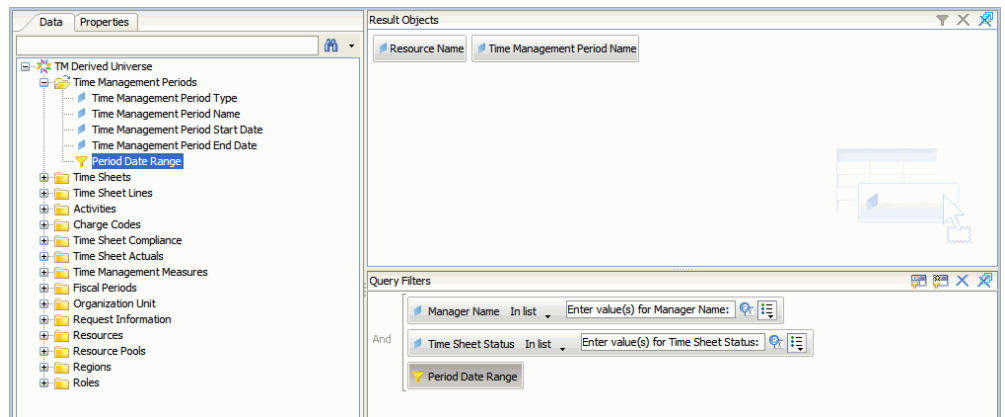 Data Properties
TM Derived Universe
Time Management Periods
Time Management Period Type
Time Management Period Name
Time Management Period Start Date
Time Management Period End Date
Period Date Range
Time Sheets
Time Sheet Lines
Activities
Charge Codes
Time Sheet Compliance
Time Sheet Actuals
Time Management Measures
Fiscal Periods
Organization Unit
Request Information
Resources
Resource Pools
Regions
Roles
Result Objects
Resource Name Time Management Period Name
Query Filters
And
Manager Name In list Enter value(s) for Manager Name:
Time Sheet Status In list Enter value(s) for Time Sheet Status:
Period Date Range